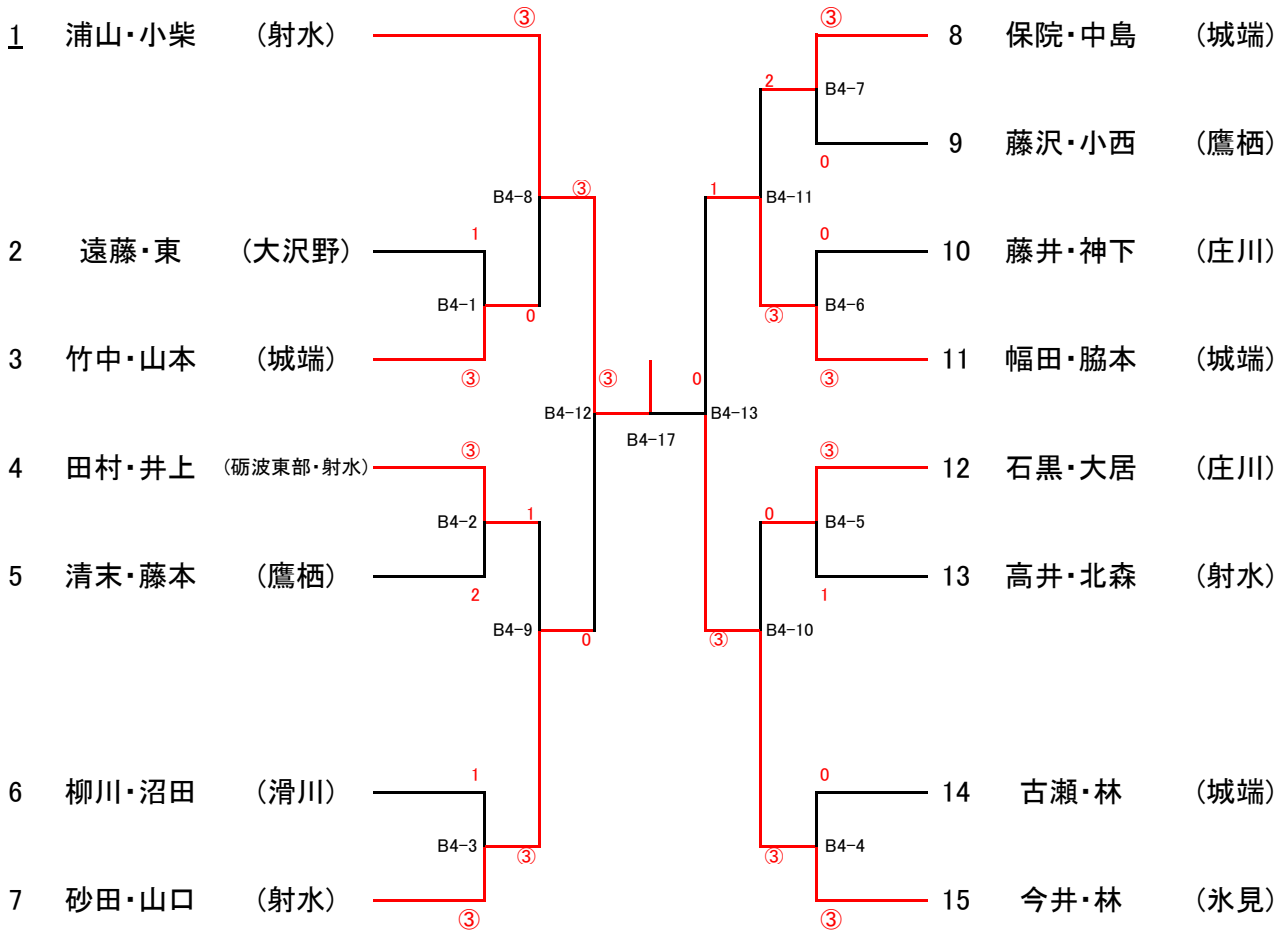 ③
③
1 浦山・小柴 (射水)
8 保院・中島 (城端)
2
B4-7
9 藤沢・小西 (鷹栖)
0
B4-8
③
1
B4-11
1
0
2 遠藤・東 (大沢野)
10 藤井・神下 (庄川)
B4-1
0
③
B4-6
3 竹中・山本 (城端)
11 幅田・脇本 (城端)
③
③
0
③
B4-12
B4-13
B4-17
③
③
4 田村・井上 (砺波東部・射水)
12 石黒・大居 (庄川)
B4-2
1
0
B4-5
5 清末・藤本 (鷹栖)
13 高井・北森 (射水)
2
1
B4-9
0
③
B4-10
1
0
6 柳川・沼田 (滑川)
14 古瀬・林 (城端)
B4-3
③
③
B4-4
7 砂田・山口 (射水)
15 今井・林 (氷見)
③
③